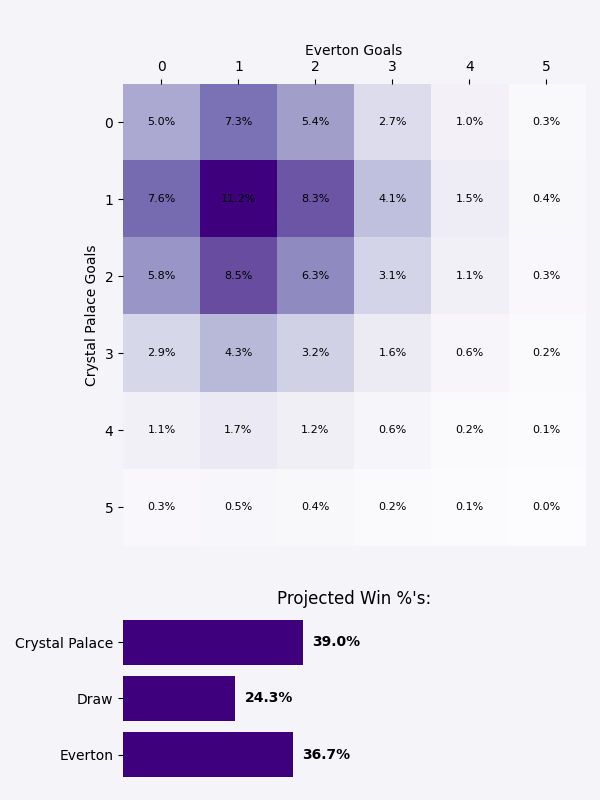 Everton Goals
0 1 2 3 4 5
Crystal Palace Goals
0 5.0% 7.3% 5.4% 2.7% 1.0% 0.3%
1 7.6% 11.2% 8.3% 4.1% 1.5% 0.4%
2 5.8% 8.5% 6.3% 3.1% 1.1% 0.3%
3 2.9% 4.3% 3.2% 1.6% 0.6% 0.2%
4 1.1% 1.7% 1.2% 0.6% 0.2% 0.1%
5 0.3% 0.5% 0.4% 0.2% 0.1% 0.0%
Projected Win %'s:
Crystal Palace 39.0%
Draw 24.3%
Everton 36.7%